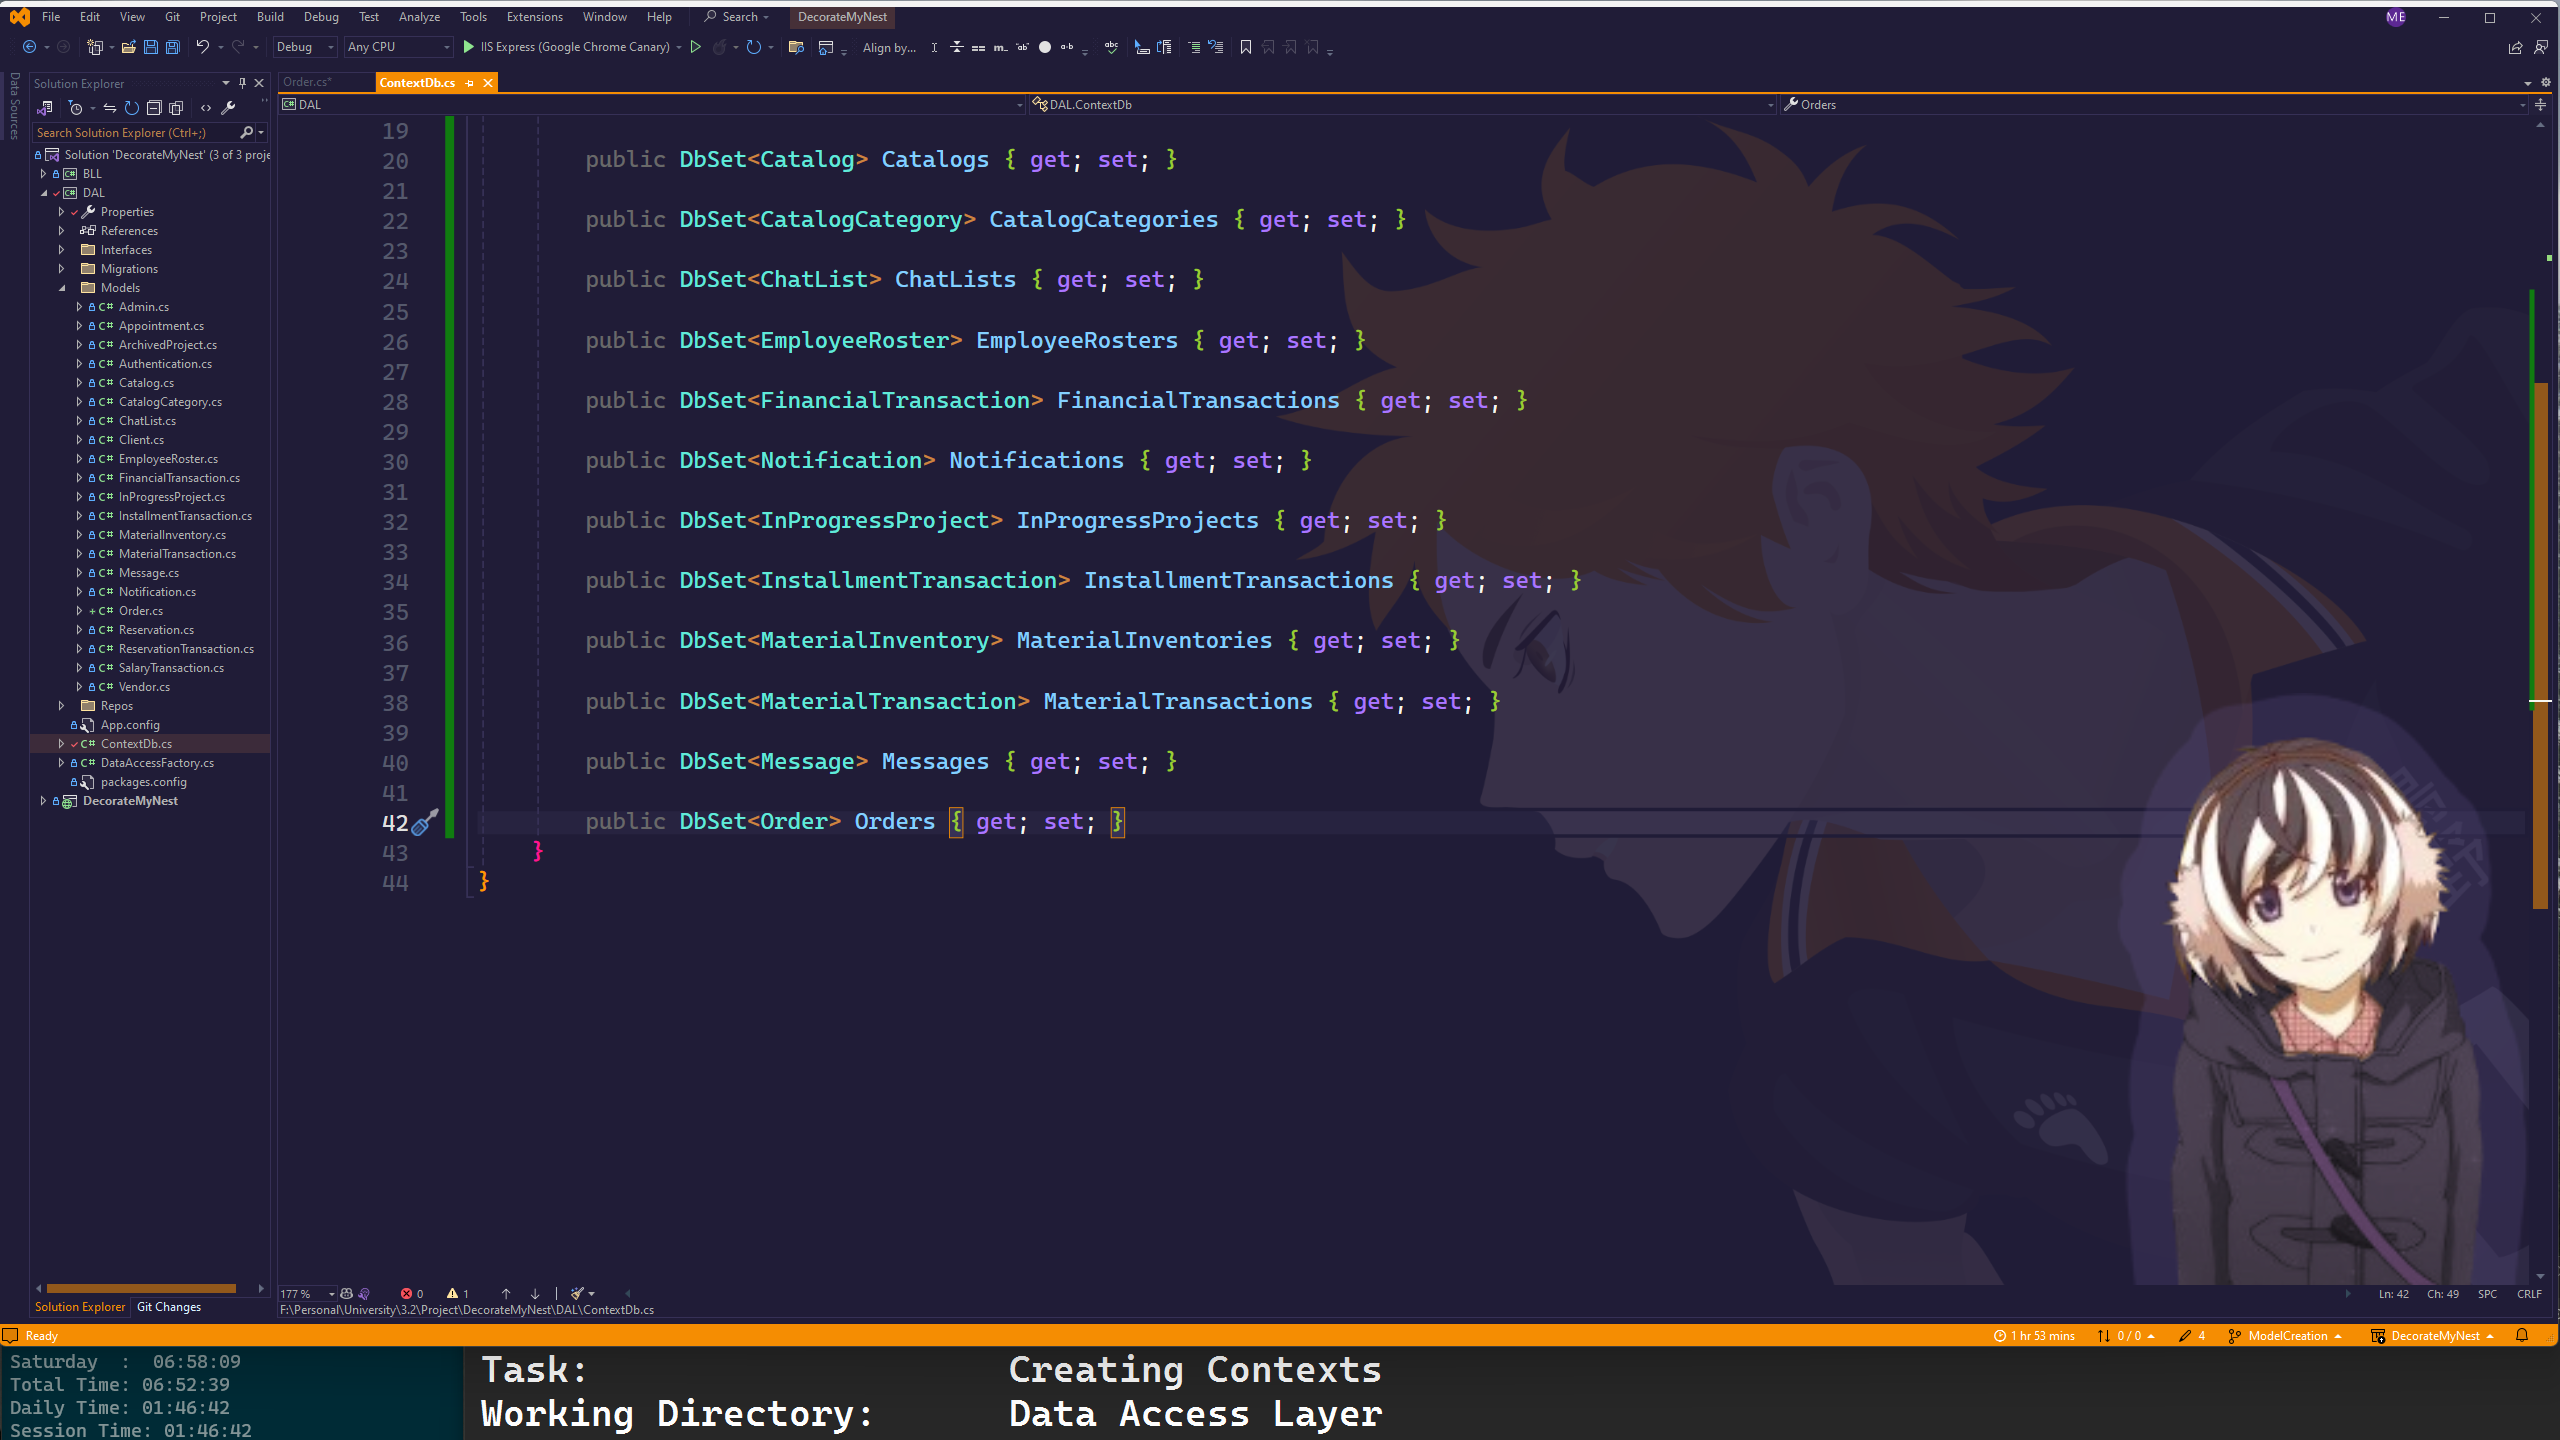 File Edit View Git Project Build Debug Test Analyze Tools Extensions Window Help Search DecorateMyNest ME
Debug Any CPU IIS Express (Google Chrome Canary) Align by...
Data Sources
Solution Explorer
Order.cs* ContextDb.cs
DAL DAL.ContextDb Orders
Search Solution Explorer (Ctrl+;)
Solution 'DecorateMyNest' (3 of 3 proje
BLL
DAL
Properties
References
Interfaces
Migrations
Models
Admin.cs
Appointment.cs
ArchivedProject.cs
Authentication.cs
Catalog.cs
CatalogCategory.cs
ChatList.cs
Client.cs
EmployeeRoster.cs
FinancialTransaction.cs
InProgressProject.cs
InstallmentTransaction.cs
MaterialInventory.cs
MaterialTransaction.cs
Message.cs
Notification.cs
Order.cs
Reservation.cs
ReservationTransaction.cs
SalaryTransaction.cs
Vendor.cs
Repos
App.config
ContextDb.cs
DataAccessFactory.cs
packages.config
DecorateMyNest
Solution Explorer Git Changes
19
20 public DbSet<Catalog> Catalogs { get; set; }
21
22 public DbSet<CatalogCategory> CatalogCategories { get; set; }
23
24 public DbSet<ChatList> ChatLists { get; set; }
25
26 public DbSet<EmployeeRoster> EmployeeRosters { get; set; }
27
28 public DbSet<FinancialTransaction> FinancialTransactions { get; set; }
29
30 public DbSet<Notification> Notifications { get; set; }
31
32 public DbSet<InProgressProject> InProgressProjects { get; set; }
33
34 public DbSet<InstallmentTransaction> InstallmentTransactions { get; set; }
35
36 public DbSet<MaterialInventory> MaterialInventories { get; set; }
37
38 public DbSet<MaterialTransaction> MaterialTransactions { get; set; }
39
40 public DbSet<Message> Messages { get; set; }
41
42 public DbSet<Order> Orders { get; set; }
43 }
44 }
177 % 0 1 Ln: 42 Ch: 49 SPC CRLF
F:\Personal\University\3.2\Project\DecorateMyNest\DAL\ContextDb.cs
Ready 1 hr 53 mins 0 / 0 4 ModelCreation DecorateMyNest
Saturday : 06:58:09
Total Time: 06:52:39
Daily Time: 01:46:42
Session Time: 01:46:42
Task: Creating Contexts
Working Directory: Data Access Layer